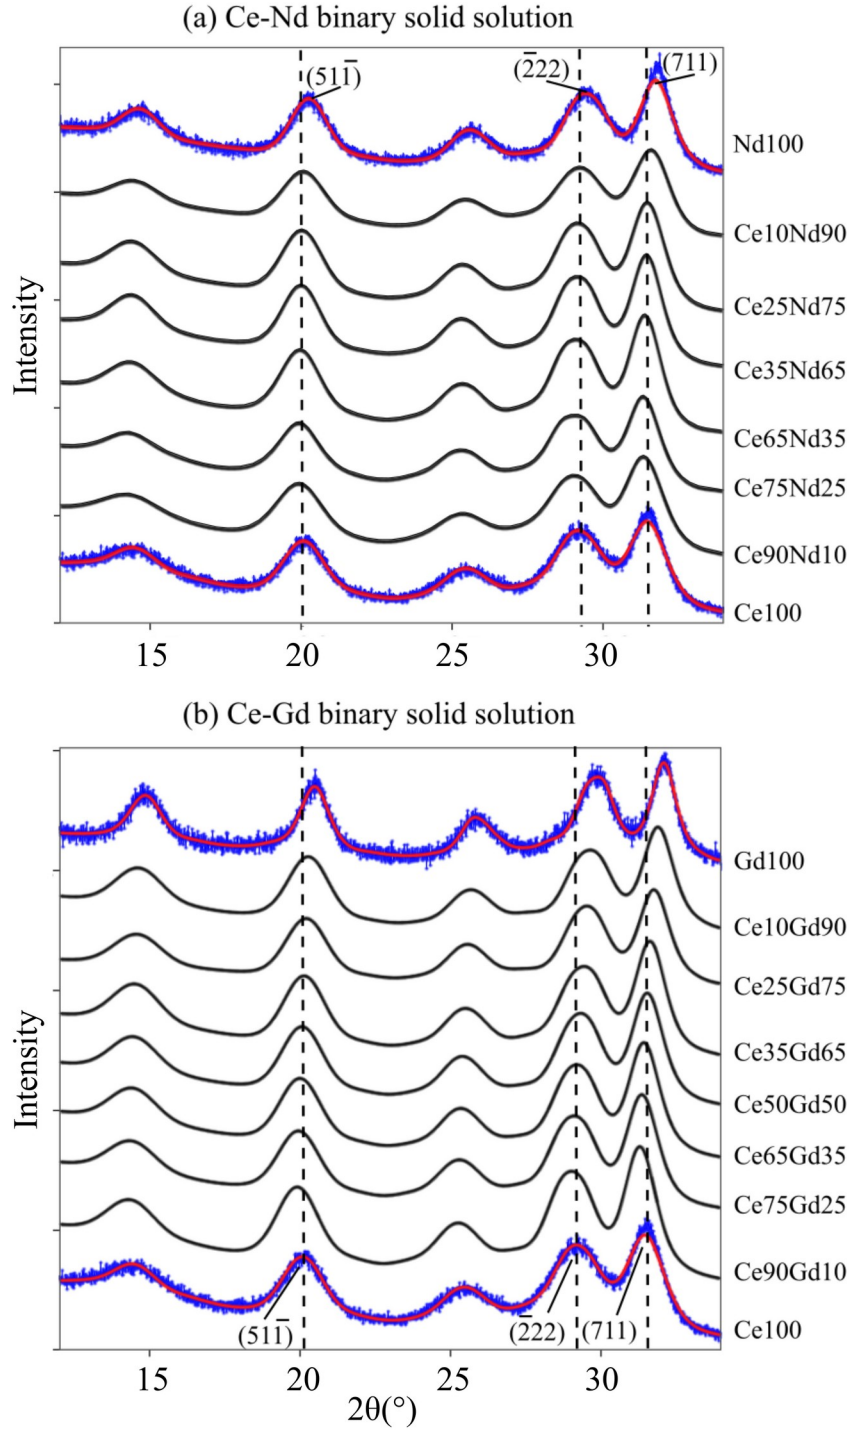 (a) Ce-Nd binary solid solution
(511̅)
(2̅22)
(711)
Nd100
Ce10Nd90
Ce25Nd75
Ce35Nd65
Ce65Nd35
Ce75Nd25
Ce90Nd10
Ce100
Intensity
15 20 25 30
(b) Ce-Gd binary solid solution
Gd100
Ce10Gd90
Ce25Gd75
Ce35Gd65
Ce50Gd50
Ce65Gd35
Ce75Gd25
Ce90Gd10
Ce100
(511̅)
(2̅22)
(711)
Intensity
15 20 25 30
2θ(°)